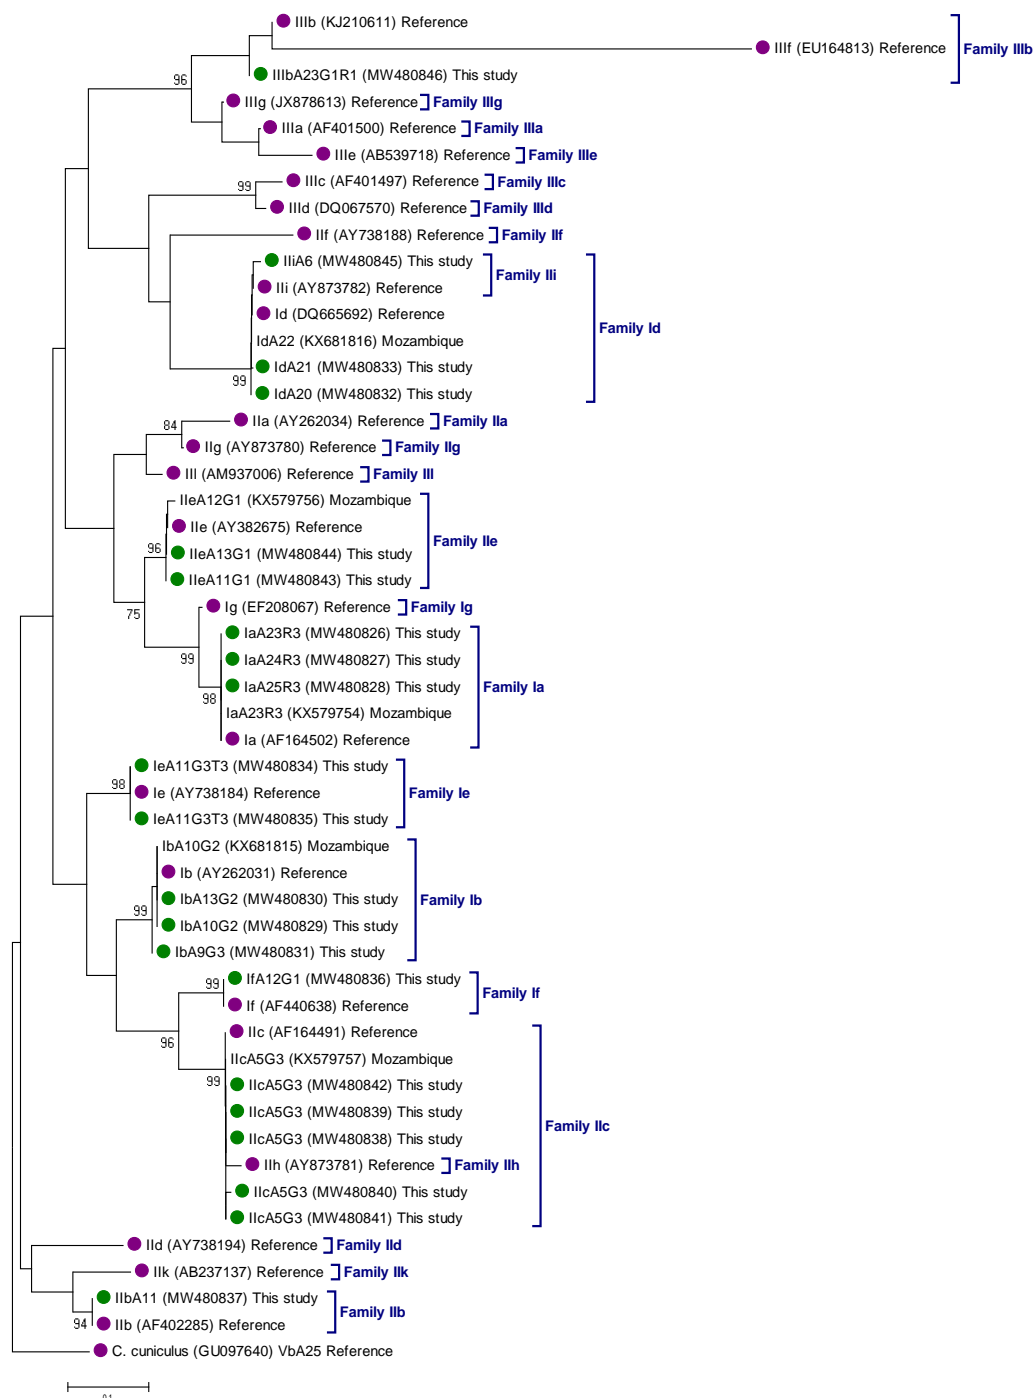 IIIb (KJ210611) Reference
IIIf (EU164813) Reference
Family IIIb
IIIbA23G1R1 (MW480846) This study
96
IIIg (JX878613) Reference
Family IIIg
IIIa (AF401500) Reference
Family IIIa
IIIe (AB539718) Reference
Family IIIe
IIIc (AF401497) Reference
Family IIIc
99
IIId (DQ067570) Reference
Family IIId
IIf (AY738188) Reference
Family IIf
IIiA6 (MW480845) This study
Family IIi
IIi (AY873782) Reference
Id (DQ665692) Reference
Family Id
IdA22 (KX681816) Mozambique
IdA21 (MW480833) This study
99
IdA20 (MW480832) This study
IIa (AY262034) Reference
Family IIa
84
IIg (AY873780) Reference
Family IIg
III (AM937006) Reference
Family III
IIeA12G1 (KX579756) Mozambique
IIe (AY382675) Reference
Family IIe
96
IIeA13G1 (MW480844) This study
IIeA11G1 (MW480843) This study
75
Ig (EF208067) Reference
Family Ig
IaA23R3 (MW480826) This study
99
IaA24R3 (MW480827) This study
IaA25R3 (MW480828) This study
Family Ia
98
IaA23R3 (KX579754) Mozambique
Ia (AF164502) Reference
IeA11G3T3 (MW480834) This study
98
Ie (AY738184) Reference
Family Ie
IeA11G3T3 (MW480835) This study
IbA10G2 (KX681815) Mozambique
Ib (AY262031) Reference
IbA13G2 (MW480830) This study
Family Ib
99
IbA10G2 (MW480829) This study
IbA9G3 (MW480831) This study
IfA12G1 (MW480836) This study
99
Family If
If (AF440638) Reference
96
IIc (AF164491) Reference
IIcA5G3 (KX579757) Mozambique
99
IIcA5G3 (MW480842) This study
IIcA5G3 (MW480839) This study
Family IIc
IIcA5G3 (MW480838) This study
IIh (AY873781) Reference
Family IIh
IIcA5G3 (MW480840) This study
IIcA5G3 (MW480841) This study
IId (AY738194) Reference
Family IId
IIk (AB237137) Reference
Family IIk
IIbA11 (MW480837) This study
Family IIb
94
IIb (AF402285) Reference
C. cuniculus (GU097640) VbA25 Reference